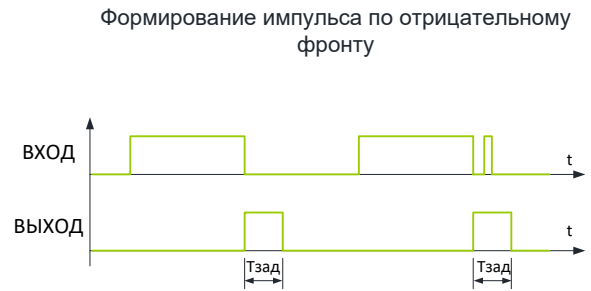 Формирование импульса по отрицательному
фронту
ВХОД
t
ВЫХОД
t
Тзад
Тзад